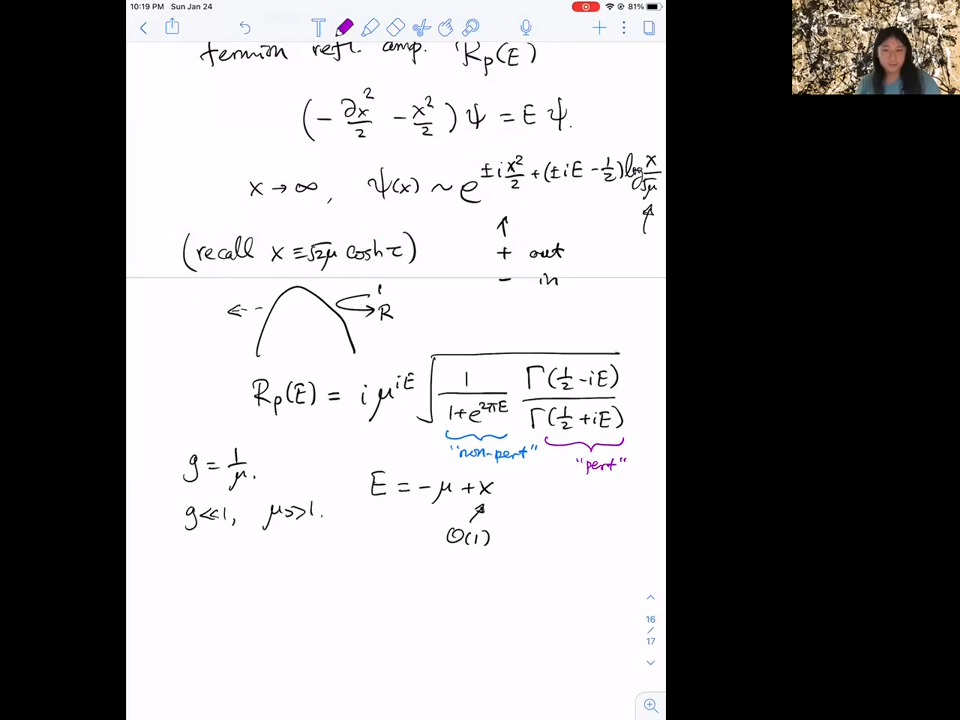 10:19 PM Sun Jan 24
81%
fermion refl. amp. R_p(E)
(-∂x²/2 - x²/2) ψ = E ψ.
x → ∞, ψ(x) ~ e^{±i x²/2 + (±iE - 1/2) log x/√μ}
(recall x ≡ √2μ cosh τ)
+ out
- in
R
R_p(E) = i μ^{iE} √( 1/(1+e^{2πE}) Γ(1/2 - iE)/Γ(1/2 + iE) )
"non-pert"
"pert"
g = 1/μ.
E = -μ + x
g << 1, μ >> 1.
O(1)
16
/
17